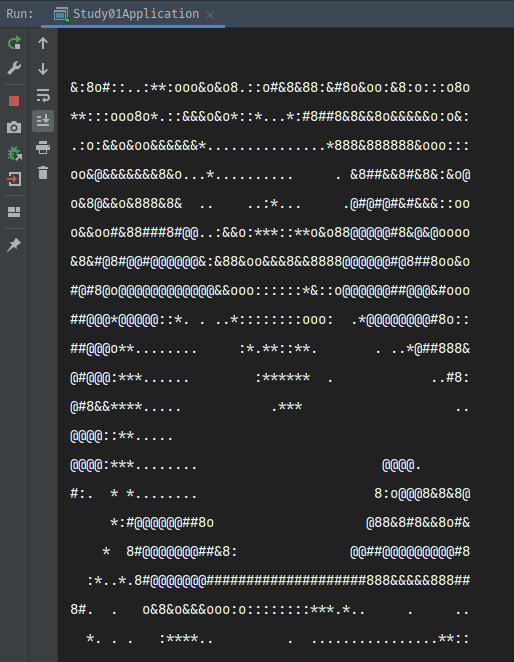 Run: Study01Application ×
&:8o#::..:**:ooo&o&o8.::o#&8&88:&#8o&oo:&8:o:::o8o
**:::ooo8o*.::&&&o&o*::*...*:#8##8&8&&8o&&&&&o:o&:
.:o:&&o&oo&&&&&&*...............*888&888888&ooo:::
oo&@&&&&&&&8&o...*..........     . &8##&&8#&8&:&o@
o&8@&&o&888&8&  ..    ..:*...     .@#@#@#&#&&&::oo
o&&oo#&88###8#@@..:&&o:***::**o&o88@@@@@#8&@&@oooo
&8&#@8#@@#@@@@@@&:&88&oo&&&8&&8888@@@@@@#@8##8oo&o
#@#8@o@@@@@@@@@@@@&&ooo::::::*&::o@@@@@@##@@@&#ooo
##@@@*@@@@@::*. . ..*::::::::ooo:  .*@@@@@@@@#8o::
##@@@o**........     :*.**::**.       . ..*@##888&
@#@@@:***......        :******  .            ..#8:
@#8&&****.....           .***                   ..
@@@@::**.....
@@@@:***........                       @@@@.
#:.  * *........                      8:o@@@8&8&8@
     *:#@@@@@@##8o                   @88&8#8&&8o#&
    *  8#@@@@@@@##&8:              @@##@@@@@@@@@#8
  :*..*.8#@@@@@@@####################888&&&&&888##
8#.  .   o&8&o&&&ooo:o::::::::***.*..     .     ..
  *. . .   :****..         .  ................**::